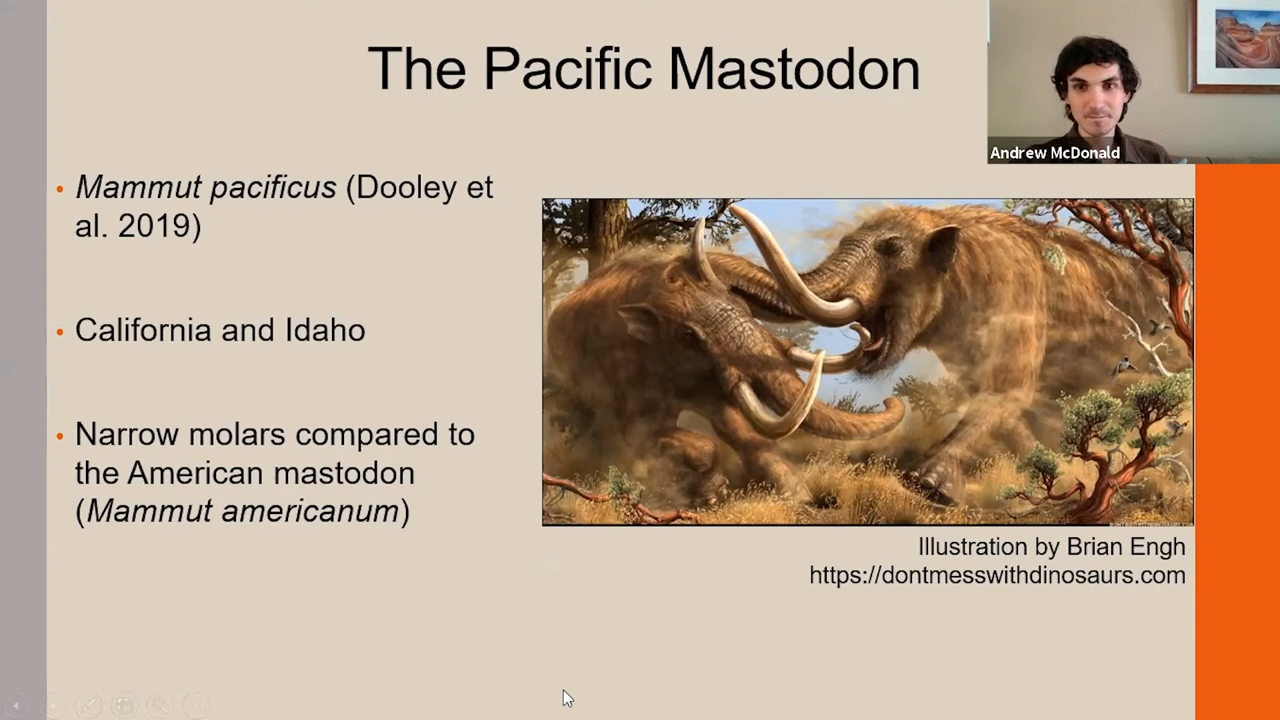 The Pacific Mastodon
Andrew McDonald
• Mammut pacificus (Dooley et
al. 2019)
• California and Idaho
• Narrow molars compared to
the American mastodon
(Mammut americanum)
Illustration by Brian Engh
https://dontmesswithdinosaurs.com